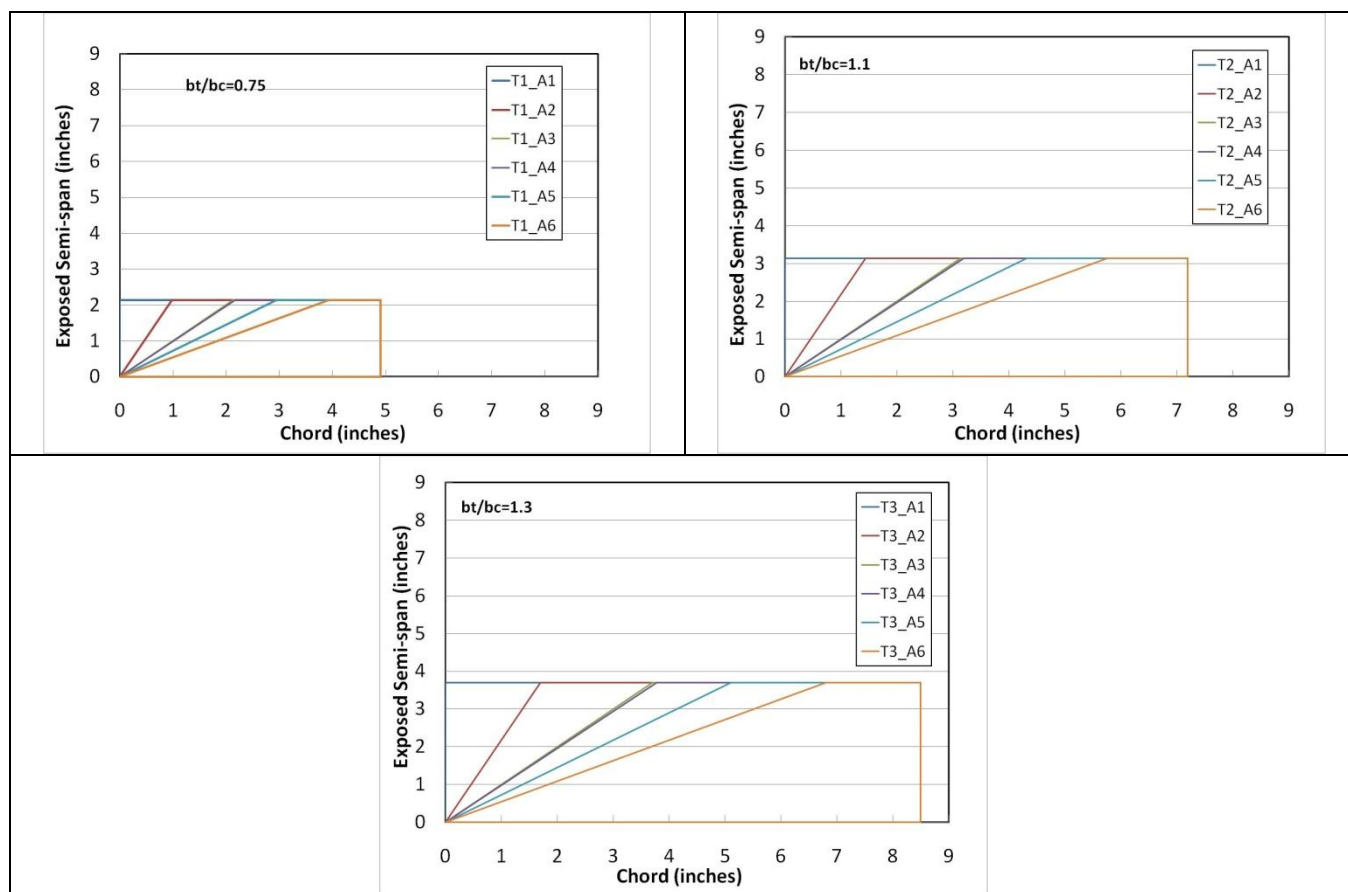 bt/bc=0.75
T1_A1
T1_A2
T1_A3
T1_A4
T1_A5
T1_A6
Exposed Semi-span (inches)
9
8
7
6
5
4
3
2
1
0
0 1 2 3 4 5 6 7 8 9
Chord (inches)
bt/bc=1.1
T2_A1
T2_A2
T2_A3
T2_A4
T2_A5
T2_A6
Exposed Semi-span (inches)
9
8
7
6
5
4
3
2
1
0
0 1 2 3 4 5 6 7 8 9
Chord (inches)
bt/bc=1.3
T3_A1
T3_A2
T3_A3
T3_A4
T3_A5
T3_A6
Exposed Semi-span (inches)
9
8
7
6
5
4
3
2
1
0
0 1 2 3 4 5 6 7 8 9
Chord (inches)